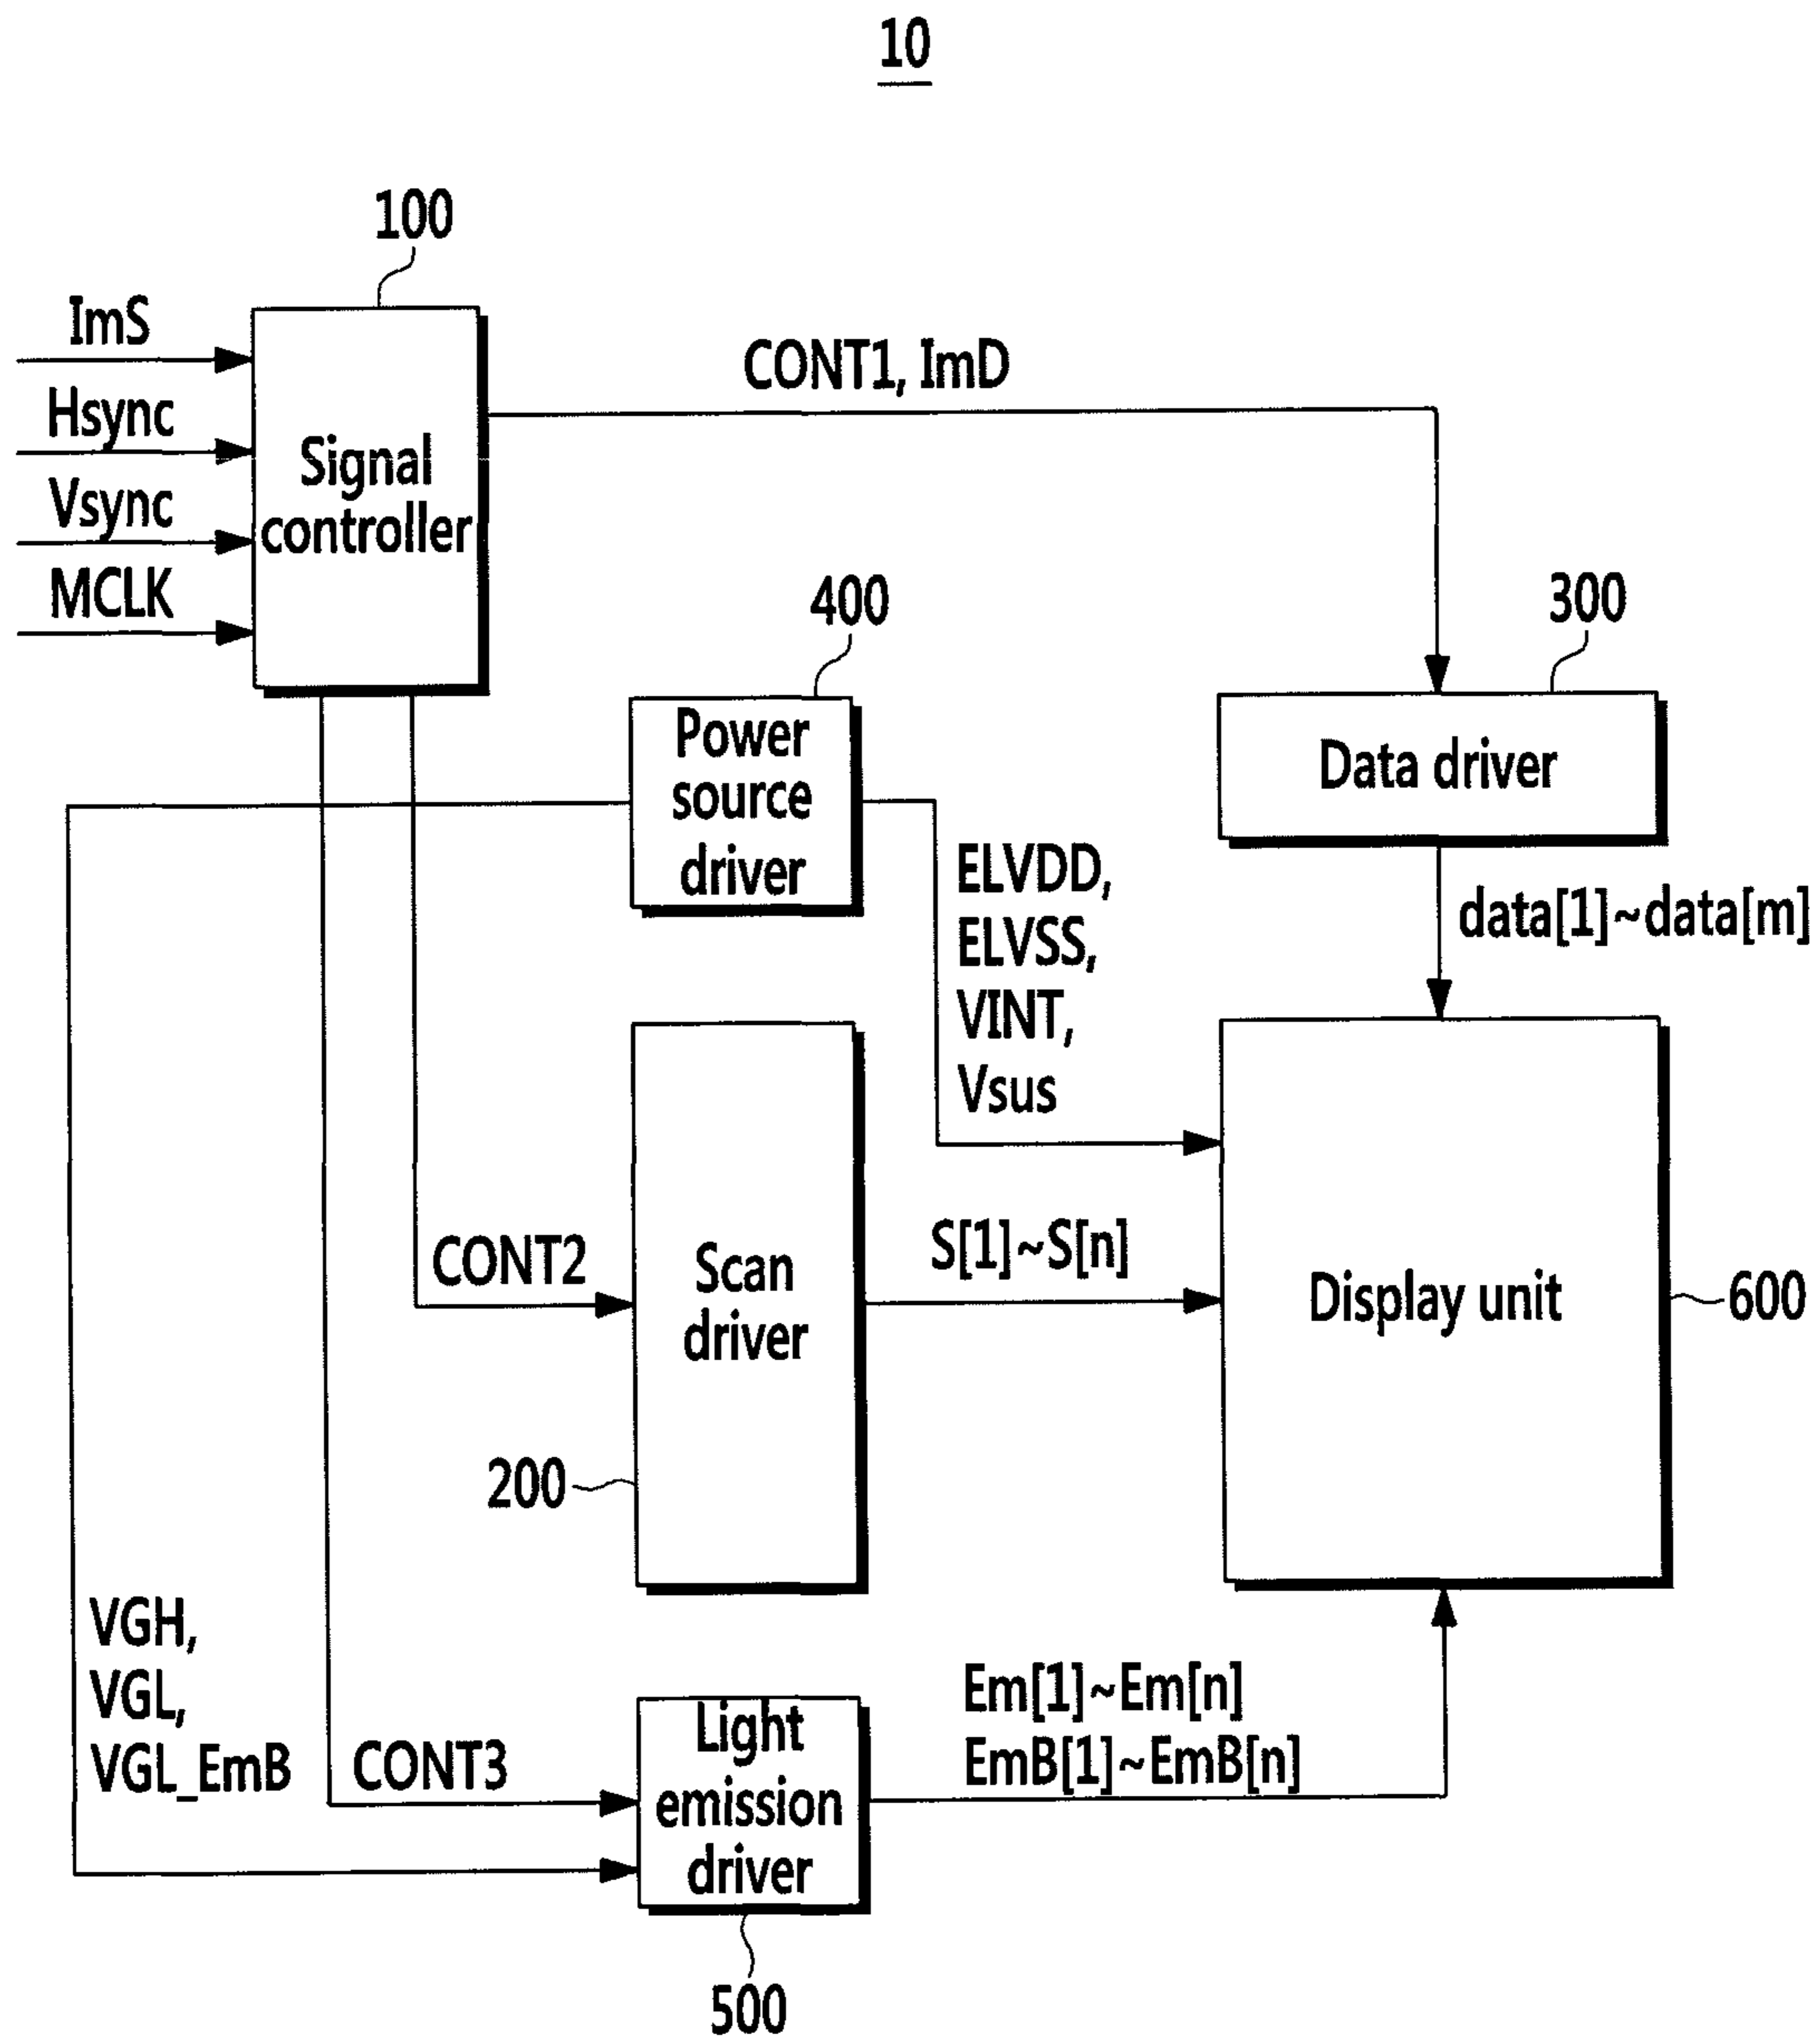 10
100
ImS
Hsync
Vsync
MCLK
Signal
controller
CONT1, ImD
400
300
Power
source
driver
Data driver
ELVDD,
ELVSS,
VINT,
Vsus
data[1]~data[m]
CONT2
Scan
driver
S[1]~S[n]
Display unit
600
200
VGH,
VGL,
VGL_EmB
CONT3
Light
emission
driver
Em[1]~Em[n]
EmB[1]~EmB[n]
500